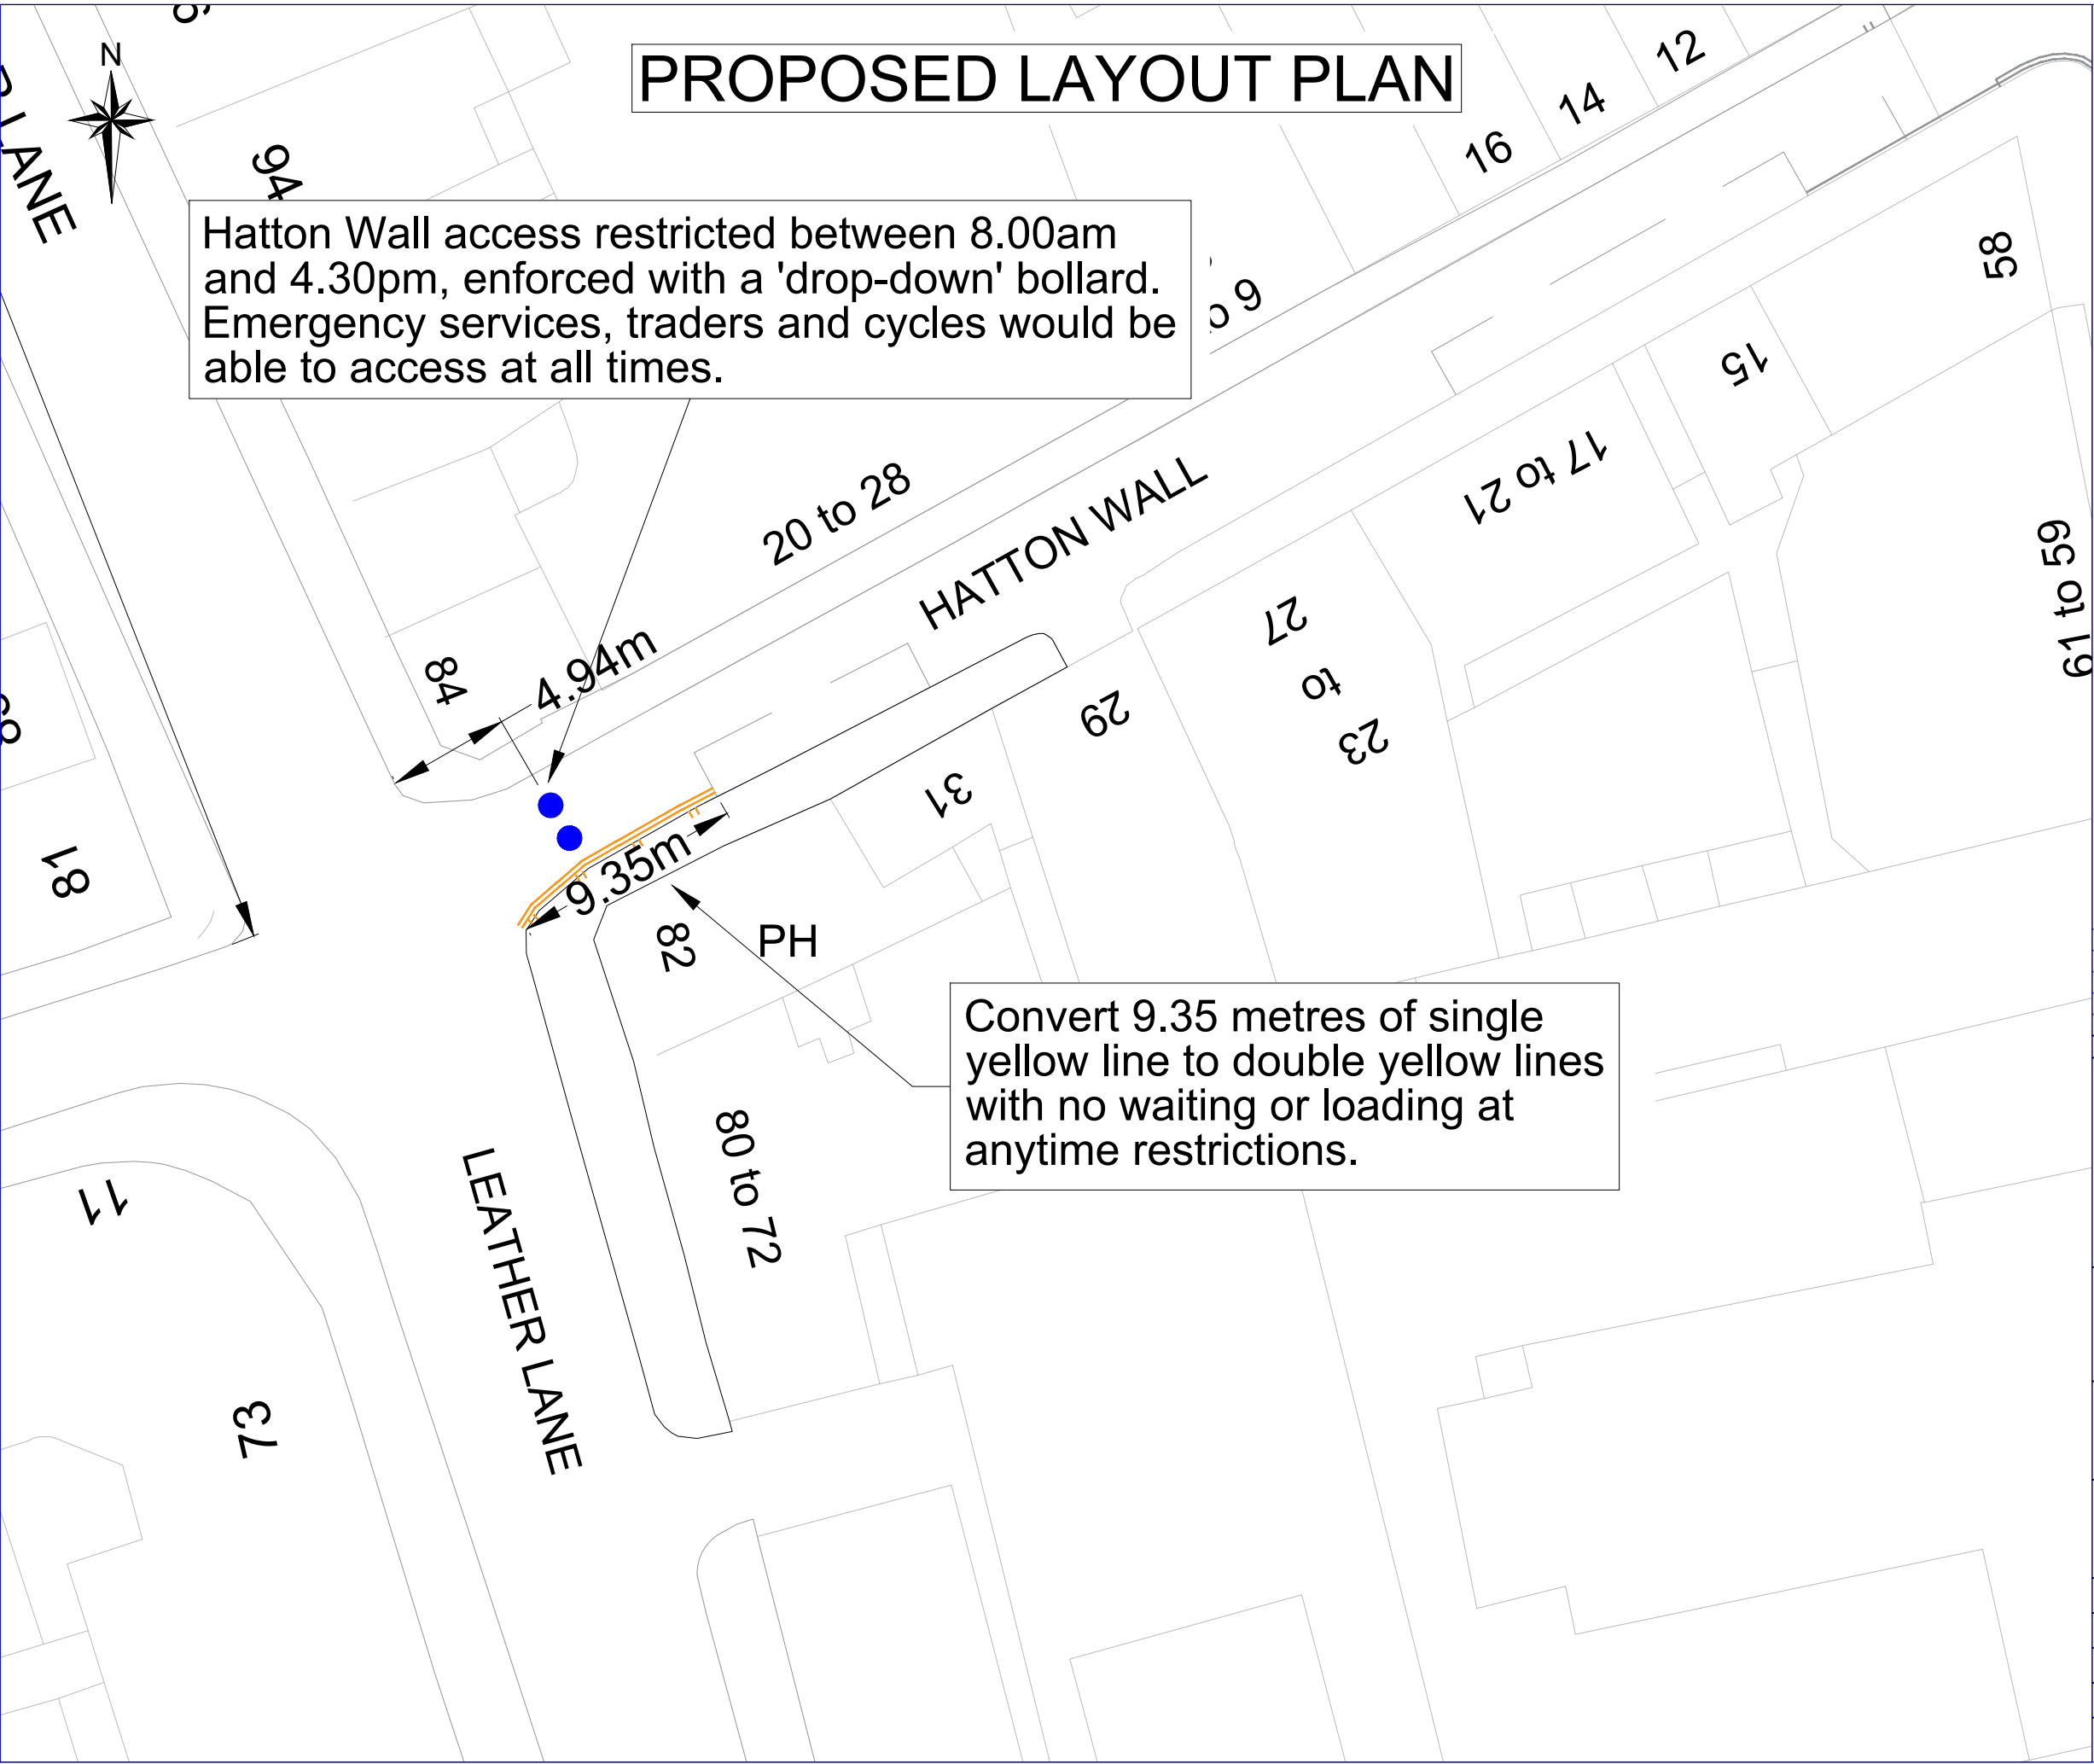 PROPOSED LAYOUT PLAN
N
LANE
94
12
14
16
Hatton Wall access restricted between 8.00am
and 4.30pm, enforced with a 'drop-down' bollard.
Emergency services, traders and cycles would be
able to access at all times.
58
15
17 to 21
20 to 28
HATTON WALL
59 to 61
27
to
23
84
4.94m
29
31
81
9.35m
82
PH
Convert 9.35 metres of single
yellow line to double yellow lines
with no waiting or loading at
anytime restrictions.
80 to 72
11
LEATHER LANE
73